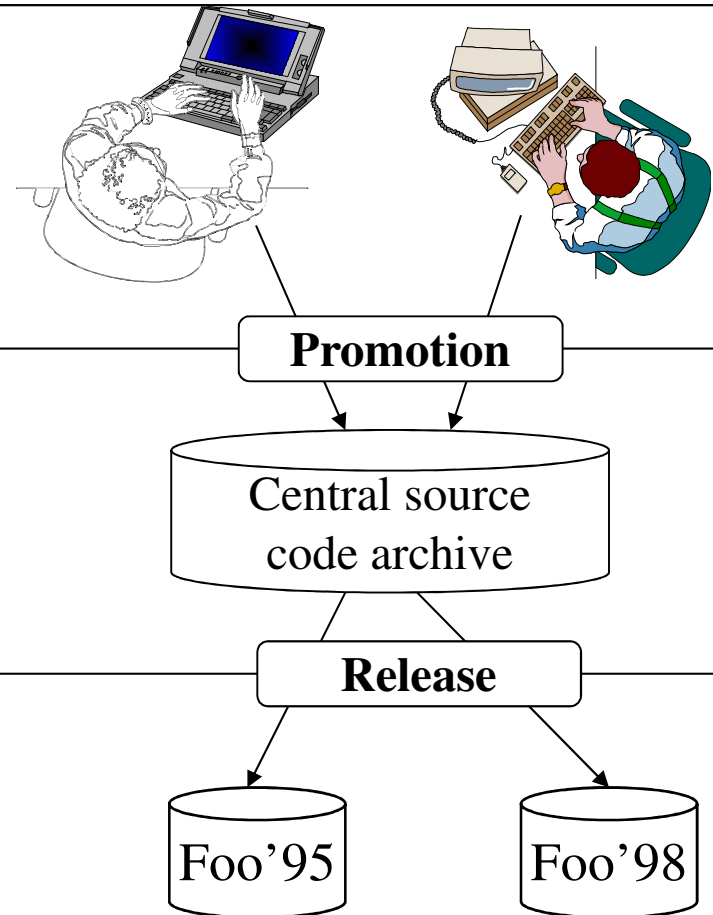 Promotion
Central source
code archive
Release
Foo’95
Foo’98